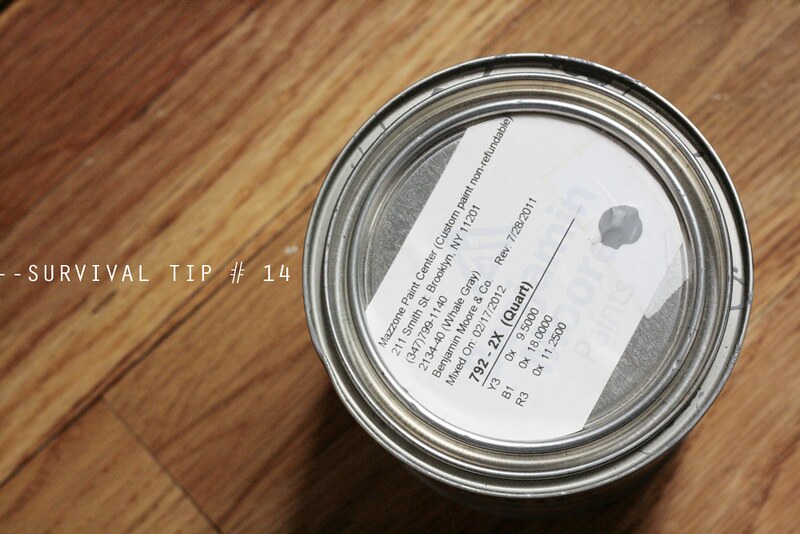 --SURVIVAL TIP # 14
Mazzone Paint Center (Custom paint non-refundable)
211 Smith St. Brooklyn, NY 11201
(347)799-1140
2134-40 (Whale Gray)
Benjamin Moore & Co Rev: 7/28/2011
Mixed On: 02/17/2012
792 - 2X (Quart)
Y3 0x 9.5000
B1 0x 18.0000
R3 0x 11.2500
Benjamin
Moore
Paints